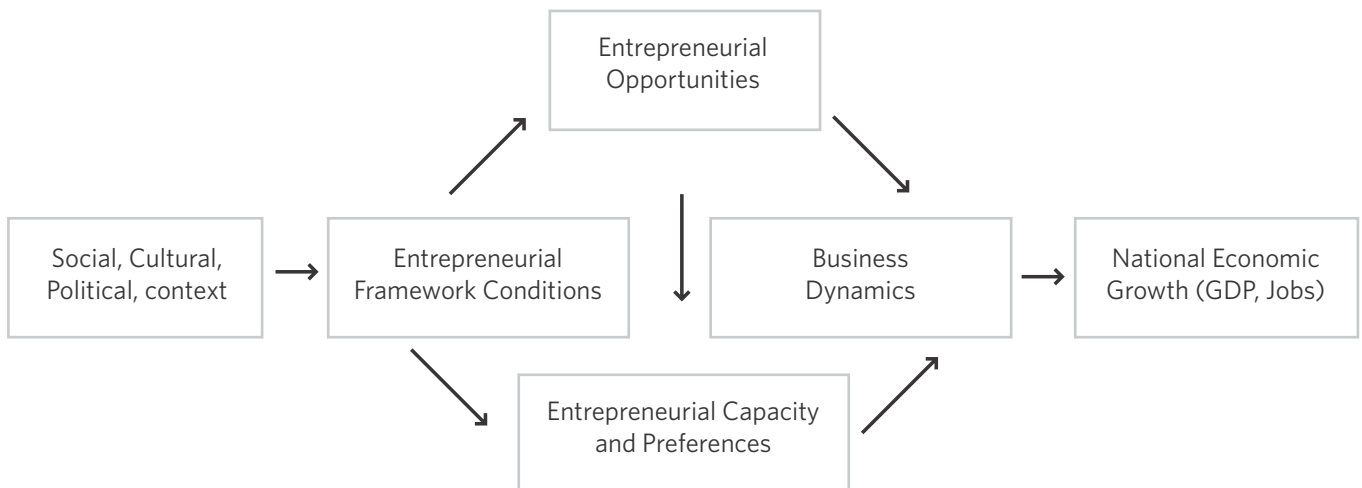 Entrepreneurial
Opportunities
Social, Cultural,
Political, context
Entrepreneurial
Framework Conditions
Business
Dynamics
National Economic
Growth (GDP, Jobs)
Entrepreneurial Capacity
and Preferences